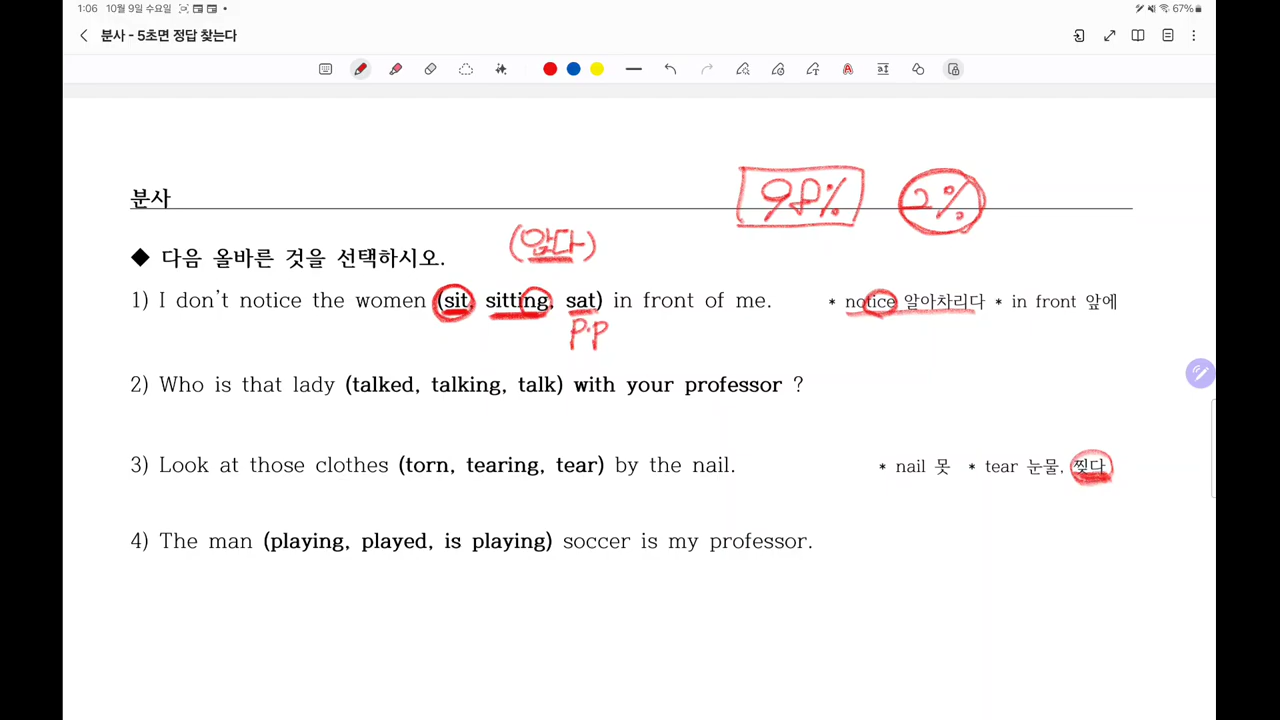 1:06 10월 9일 수요일 67%
분사 - 5초면 정답 찾는다
분사
98% 2%
(앉다)
◆ 다음 올바른 것을 선택하시오.
1) I don't notice the women (sit, sitting, sat) in front of me. * notice 알아차리다 * in front 앞에
p.p
2) Who is that lady (talked, talking, talk) with your professor ?
3) Look at those clothes (torn, tearing, tear) by the nail. * nail 못 * tear 눈물, 찢다
4) The man (playing, played, is playing) soccer is my professor.